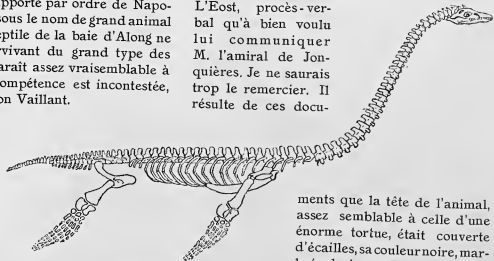 apporté par ordre de Napo-
sous le nom de grand animal
eptile de la baie d'Along ne
rvivant du grand type des
araît assez vraisemblable à
ompétence est incontestée,
on Vaillant.
L'Eost, procès-ver-
bal qu'à bien voulu
lui communiquer
M. l'amiral de Jon-
quières. Je ne saurais
trop le remercier. Il
résulte de ces docu-
ments que la tête de l'animal,
assez semblable à celle d'une
énorme tortue, était couverte
d'écailles, sa couleur noire, mar-